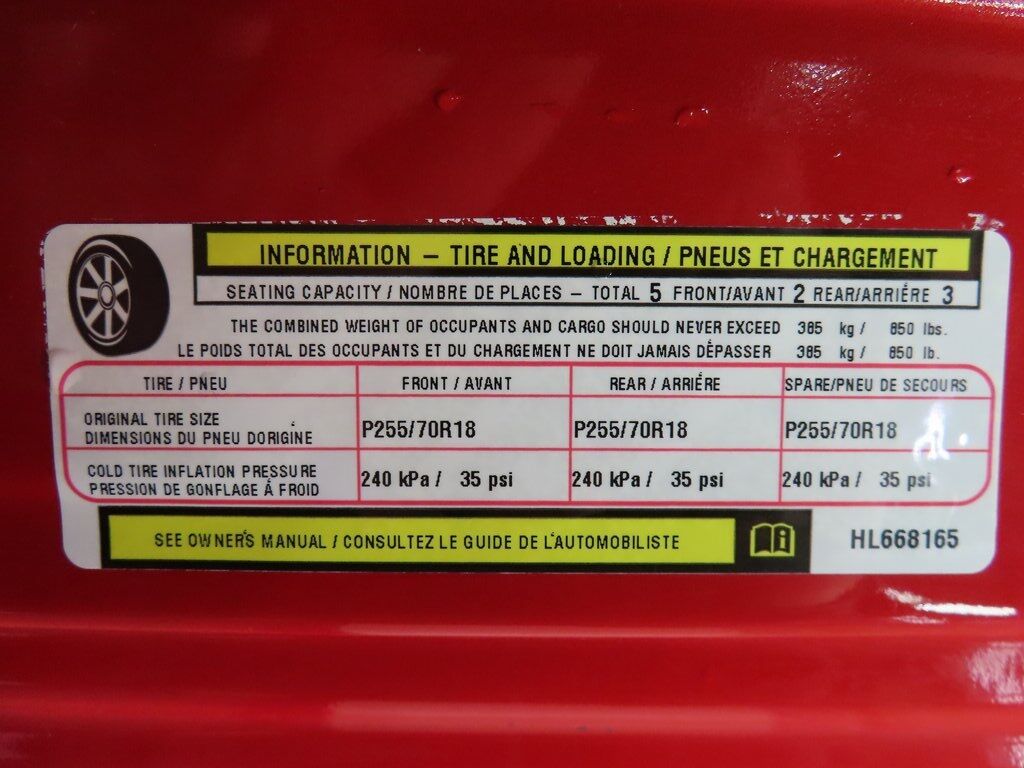 INFORMATION – TIRE AND LOADING / PNEUS ET CHARGEMENT
SEATING CAPACITY / NOMBRE DE PLACES – TOTAL 5 FRONT/AVANT 2 REAR/ARRIÉRE 3
THE COMBINED WEIGHT OF OCCUPANTS AND CARGO SHOULD NEVER EXCEED 385 kg / 850 lbs.
LE POIDS TOTAL DES OCCUPANTS ET DU CHARGEMENT NE DOIT JAMAIS DÉPASSER 385 kg / 850 lb.
TIRE / PNEU FRONT / AVANT REAR / ARRIÉRE SPARE/PNEU DE SECOURS
ORIGINAL TIRE SIZE
DIMENSIONS DU PNEU D'ORIGINE P255/70R18 P255/70R18 P255/70R18
COLD TIRE INFLATION PRESSURE
PRESSION DE GONFLAGE Á FROID 240 kPa / 35 psi 240 kPa / 35 psi 240 kPa / 35 psi
SEE OWNER'S MANUAL / CONSULTEZ LE GUIDE DE L'AUTOMOBILISTE
HL668165